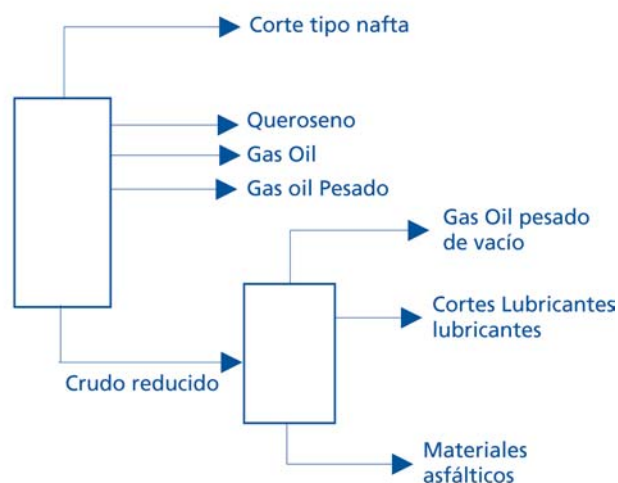 Corte tipo nafta
Queroseno
Gas Oil
Gas oil Pesado
Gas Oil pesado
de vacío
Cortes Lubricantes
lubricantes
Crudo reducido
Materiales
asfálticos